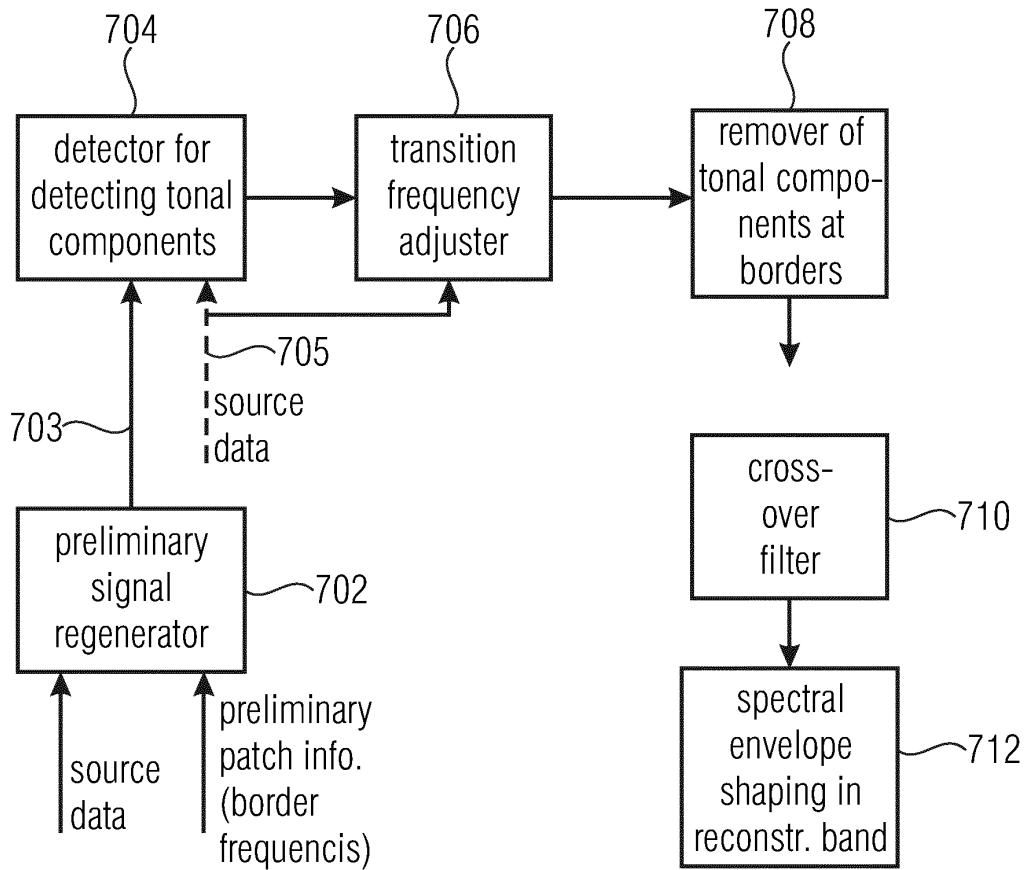 704
706
708
detector for
detecting tonal
components
transition
frequency
adjuster
remover of
tonal compo-
nents at
borders
705
source
data
703
cross-
over
filter
710
preliminary
signal
regenerator
702
spectral
envelope
shaping in
reconstr. band
712
source
data
preliminary
patch info.
(border
frequencis)